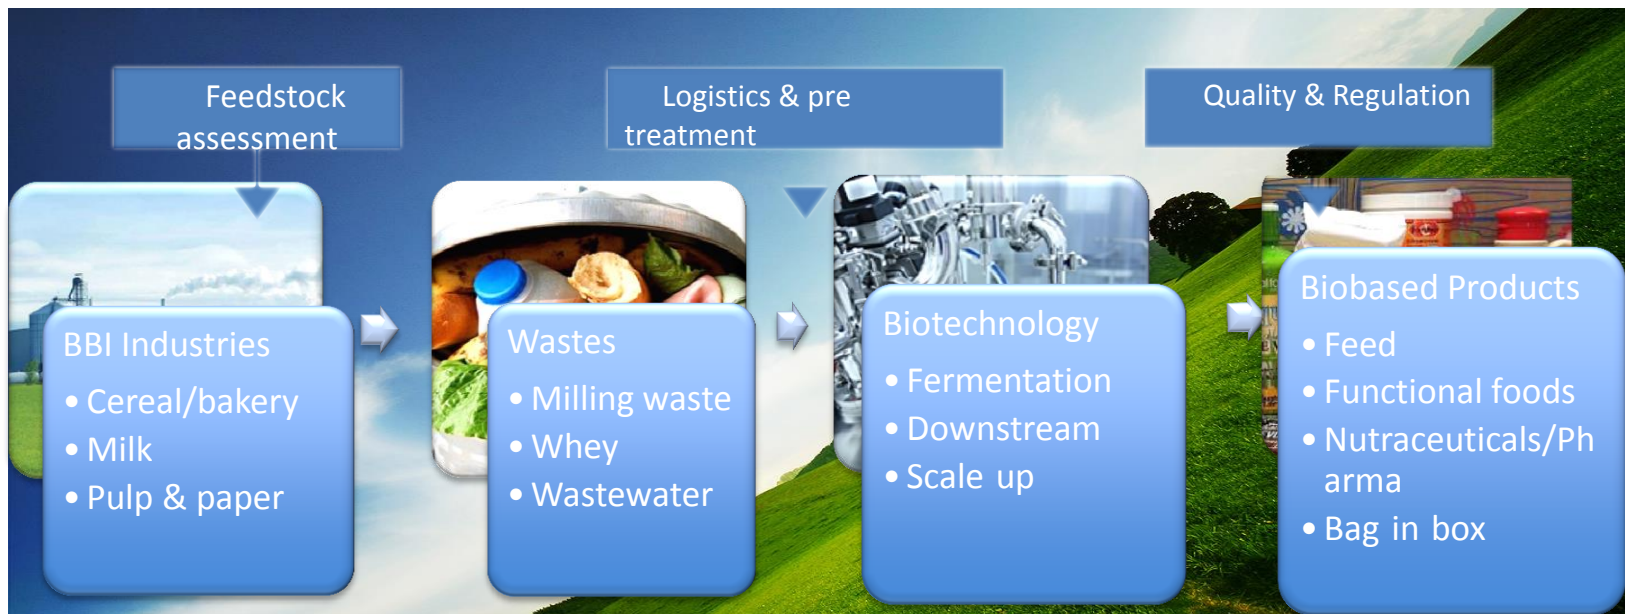 Feedstock
assessment
Logistics & pre
treatment
Quality & Regulation
BBI Industries
• Cereal/bakery
• Milk
• Pulp & paper
Wastes
• Milling waste
• Whey
• Wastewater
Biotechnology
• Fermentation
• Downstream
• Scale up
Biobased Products
• Feed
• Functional foods
• Nutraceuticals/Ph
arma
• Bag in box